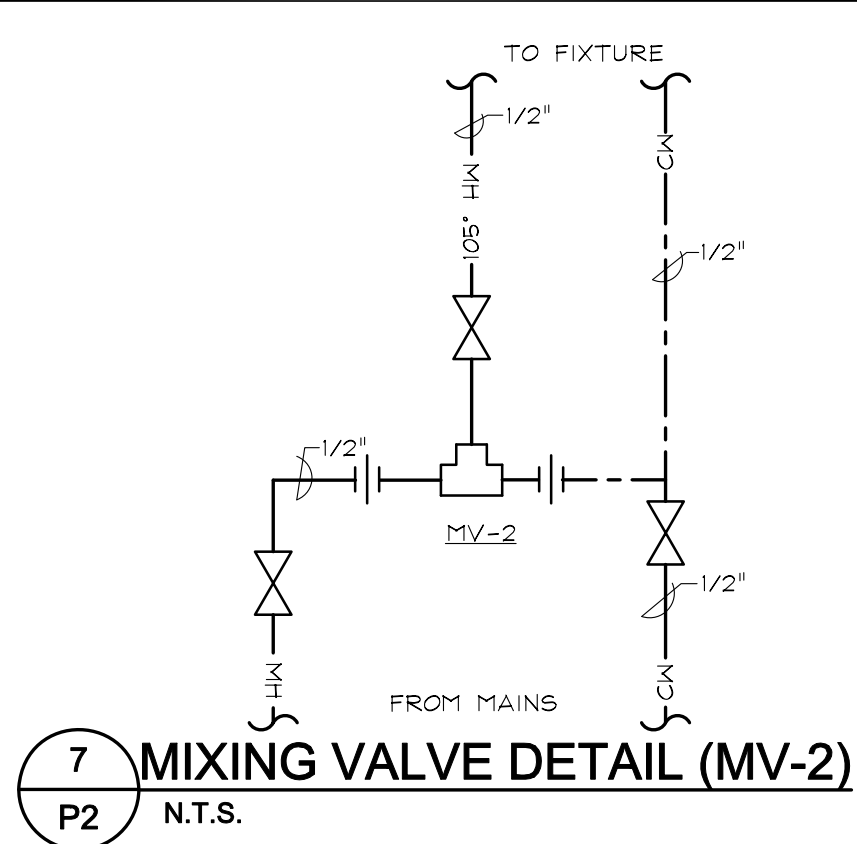 TO FIXTURE
1/2"
105° HW
CW
1/2"
1/2"
MV-2
1/2"
HW
CW
FROM MAINS
7
P2
MIXING VALVE DETAIL (MV-2)
N.T.S.